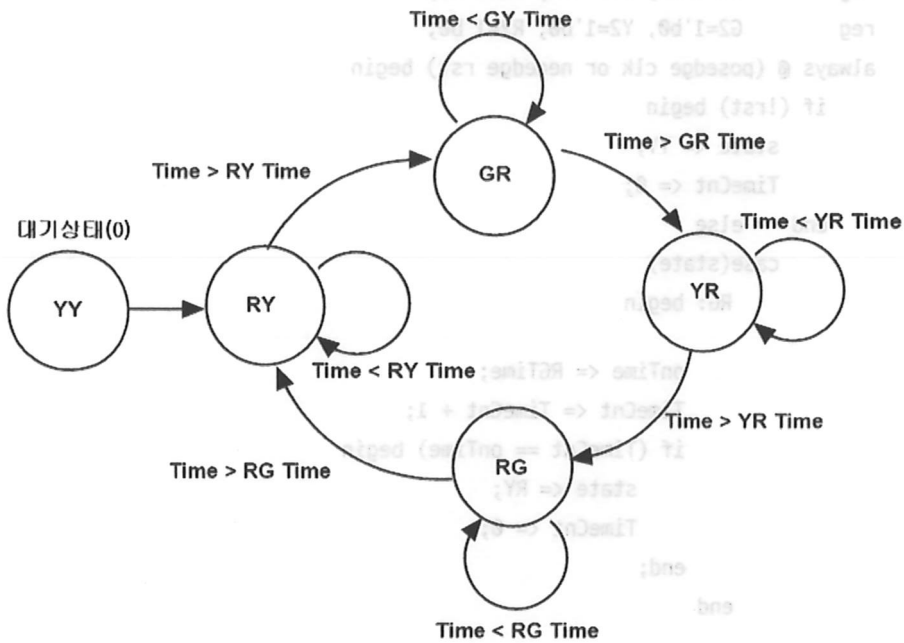 Time < GY Time
GR
Time > RY Time
Time > GR Time
대기상태(0)
Time < YR Time
YY
RY
YR
Time < RY Time
Time > YR Time
Time > RG Time
RG
Time < RG Time